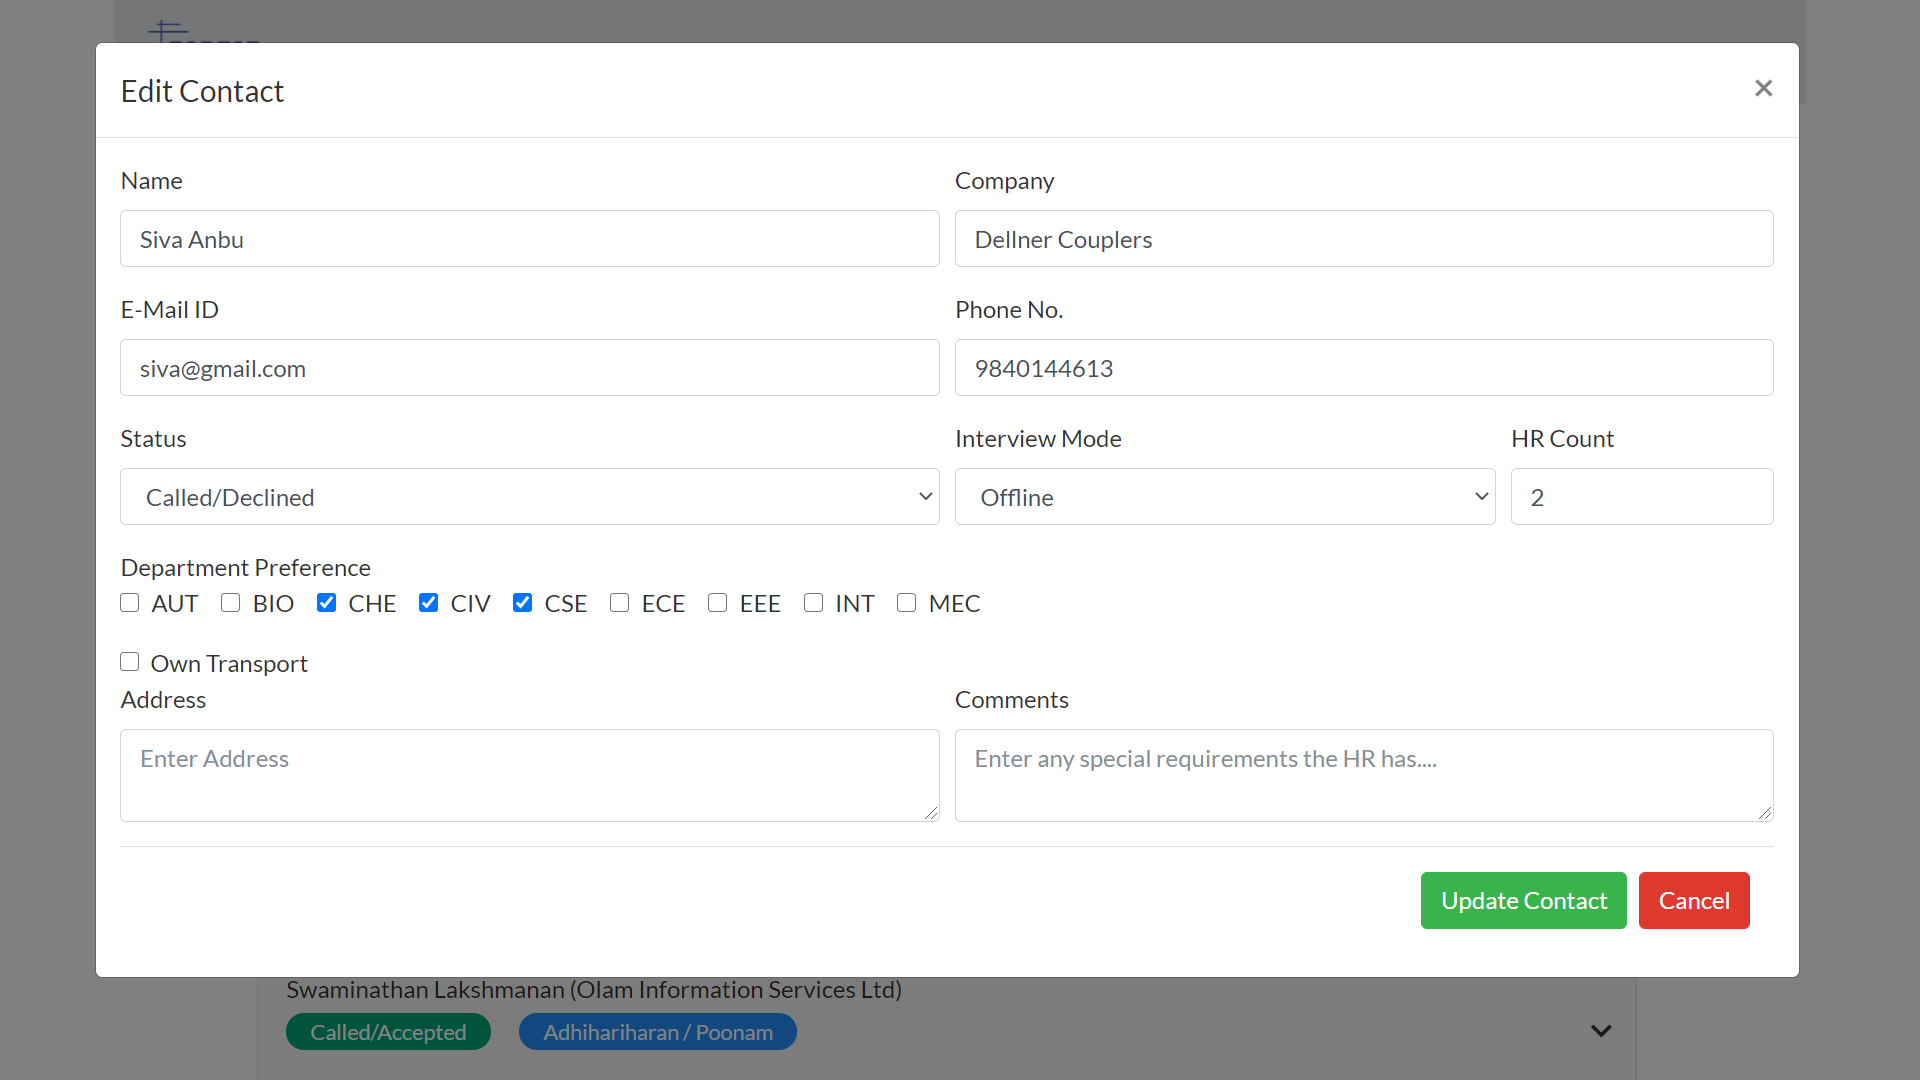 Edit Contact ×
Name Company
Siva Anbu Dellner Couplers
E-Mail ID Phone No.
siva@gmail.com 9840144613
Status Interview Mode HR Count
Called/Declined Offline 2
Department Preference
AUT BIO CHE CIV CSE ECE EEE INT MEC
Own Transport
Address Comments
Enter Address Enter any special requirements the HR has....
Update Contact Cancel
Swaminathan Lakshmanan (Olam Information Services Ltd)
Called/Accepted Adhihariharan / Poonam